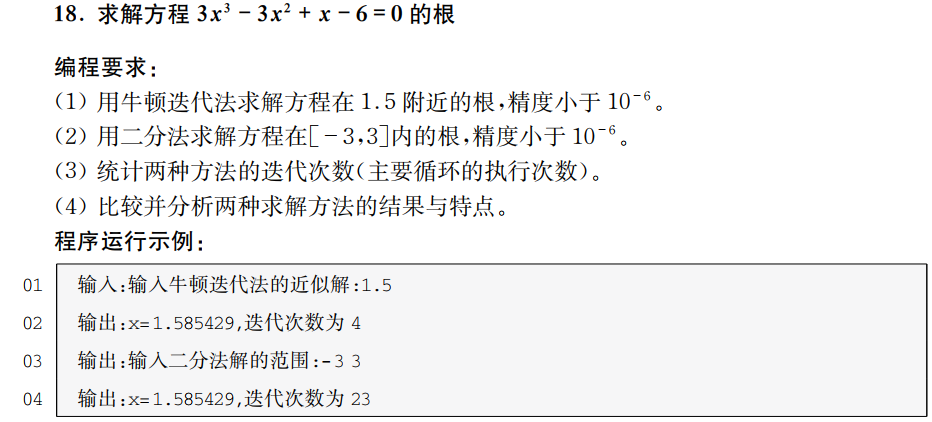 18. 求解方程 3x³ - 3x² + x - 6 = 0 的根
编程要求：
(1) 用牛顿迭代法求解方程在 1.5 附近的根,精度小于 10⁻⁶。
(2) 用二分法求解方程在[-3,3]内的根,精度小于 10⁻⁶。
(3) 统计两种方法的迭代次数(主要循环的执行次数)。
(4) 比较并分析两种求解方法的结果与特点。
程序运行示例：
01 输入:输入牛顿迭代法的近似解:1.5
02 输出:x=1.585429,迭代次数为 4
03 输出:输入二分法解的范围:-3 3
04 输出:x=1.585429,迭代次数为 23